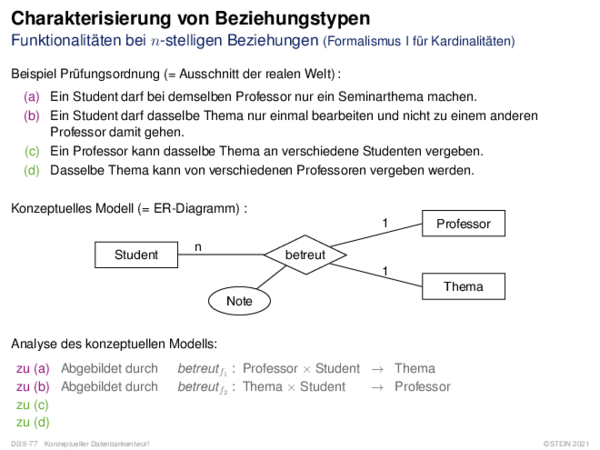 Charakterisierung von Beziehungstypen
Funktionalitäten bei n-stelligen Beziehungen (Formalismus I für Kardinalitäten)
Beispiel Prüfungsordnung (= Ausschnitt der realen Welt) :
(a) Ein Student darf bei demselben Professor nur ein Seminarthema machen.
(b) Ein Student darf dasselbe Thema nur einmal bearbeiten und nicht zu einem anderen
Professor damit gehen.
(c) Ein Professor kann dasselbe Thema an verschiedene Studenten vergeben.
(d) Dasselbe Thema kann von verschiedenen Professoren vergeben werden.
Konzeptuelles Modell (= ER-Diagramm) :
1 Professor
Student n betreut
1 Thema
Note
Analyse des konzeptuellen Modells:
zu (a) Abgebildet durch betreut_f1 : Professor × Student → Thema
zu (b) Abgebildet durch betreut_f2 : Thema × Student → Professor
zu (c)
zu (d)
DB:II-77 Konzeptueller Datenbankentwurf ©STEIN 2021